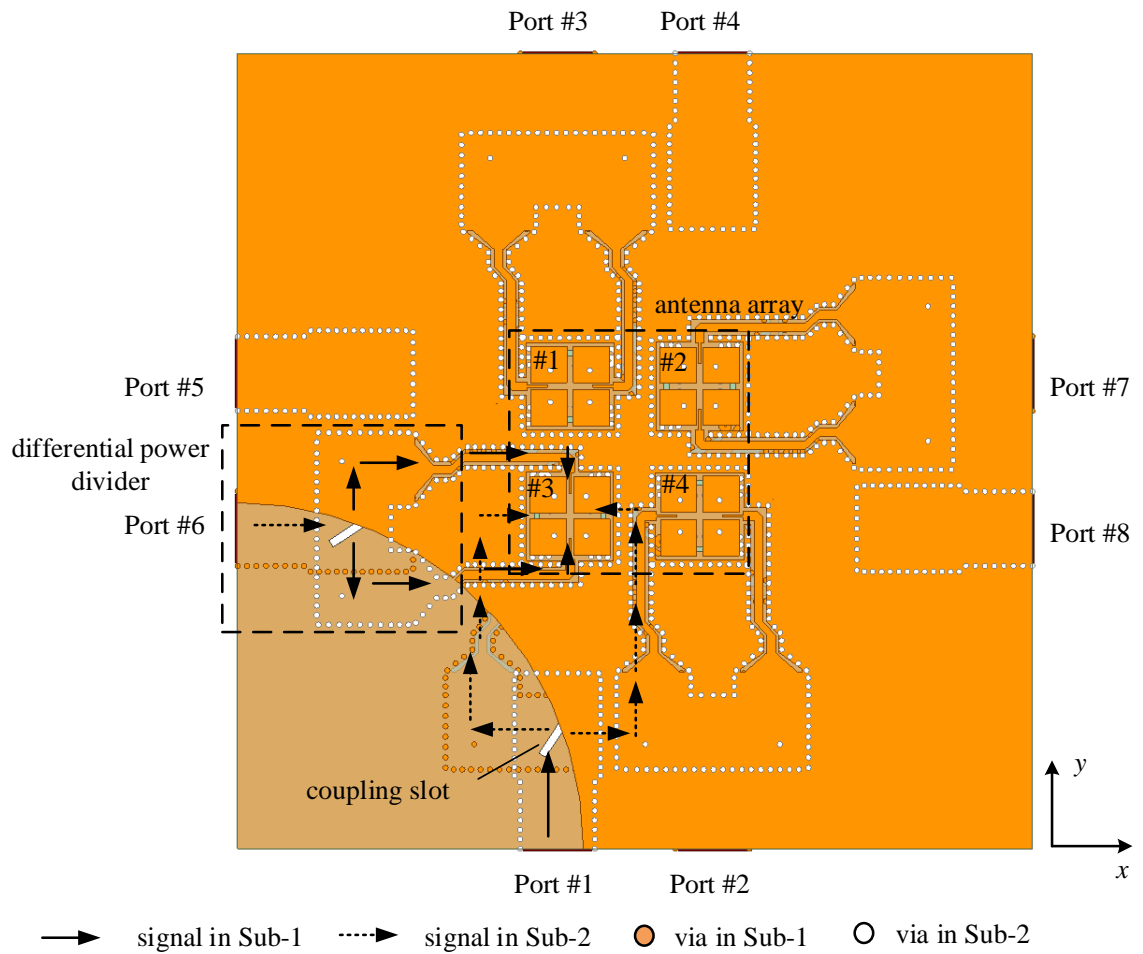 Port #3
Port #4
antenna array
#1
#2
Port #5
Port #7
differential power
divider
#3
#4
Port #6
Port #8
coupling slot
y
x
Port #1
Port #2
signal in Sub-1
signal in Sub-2
via in Sub-1
via in Sub-2